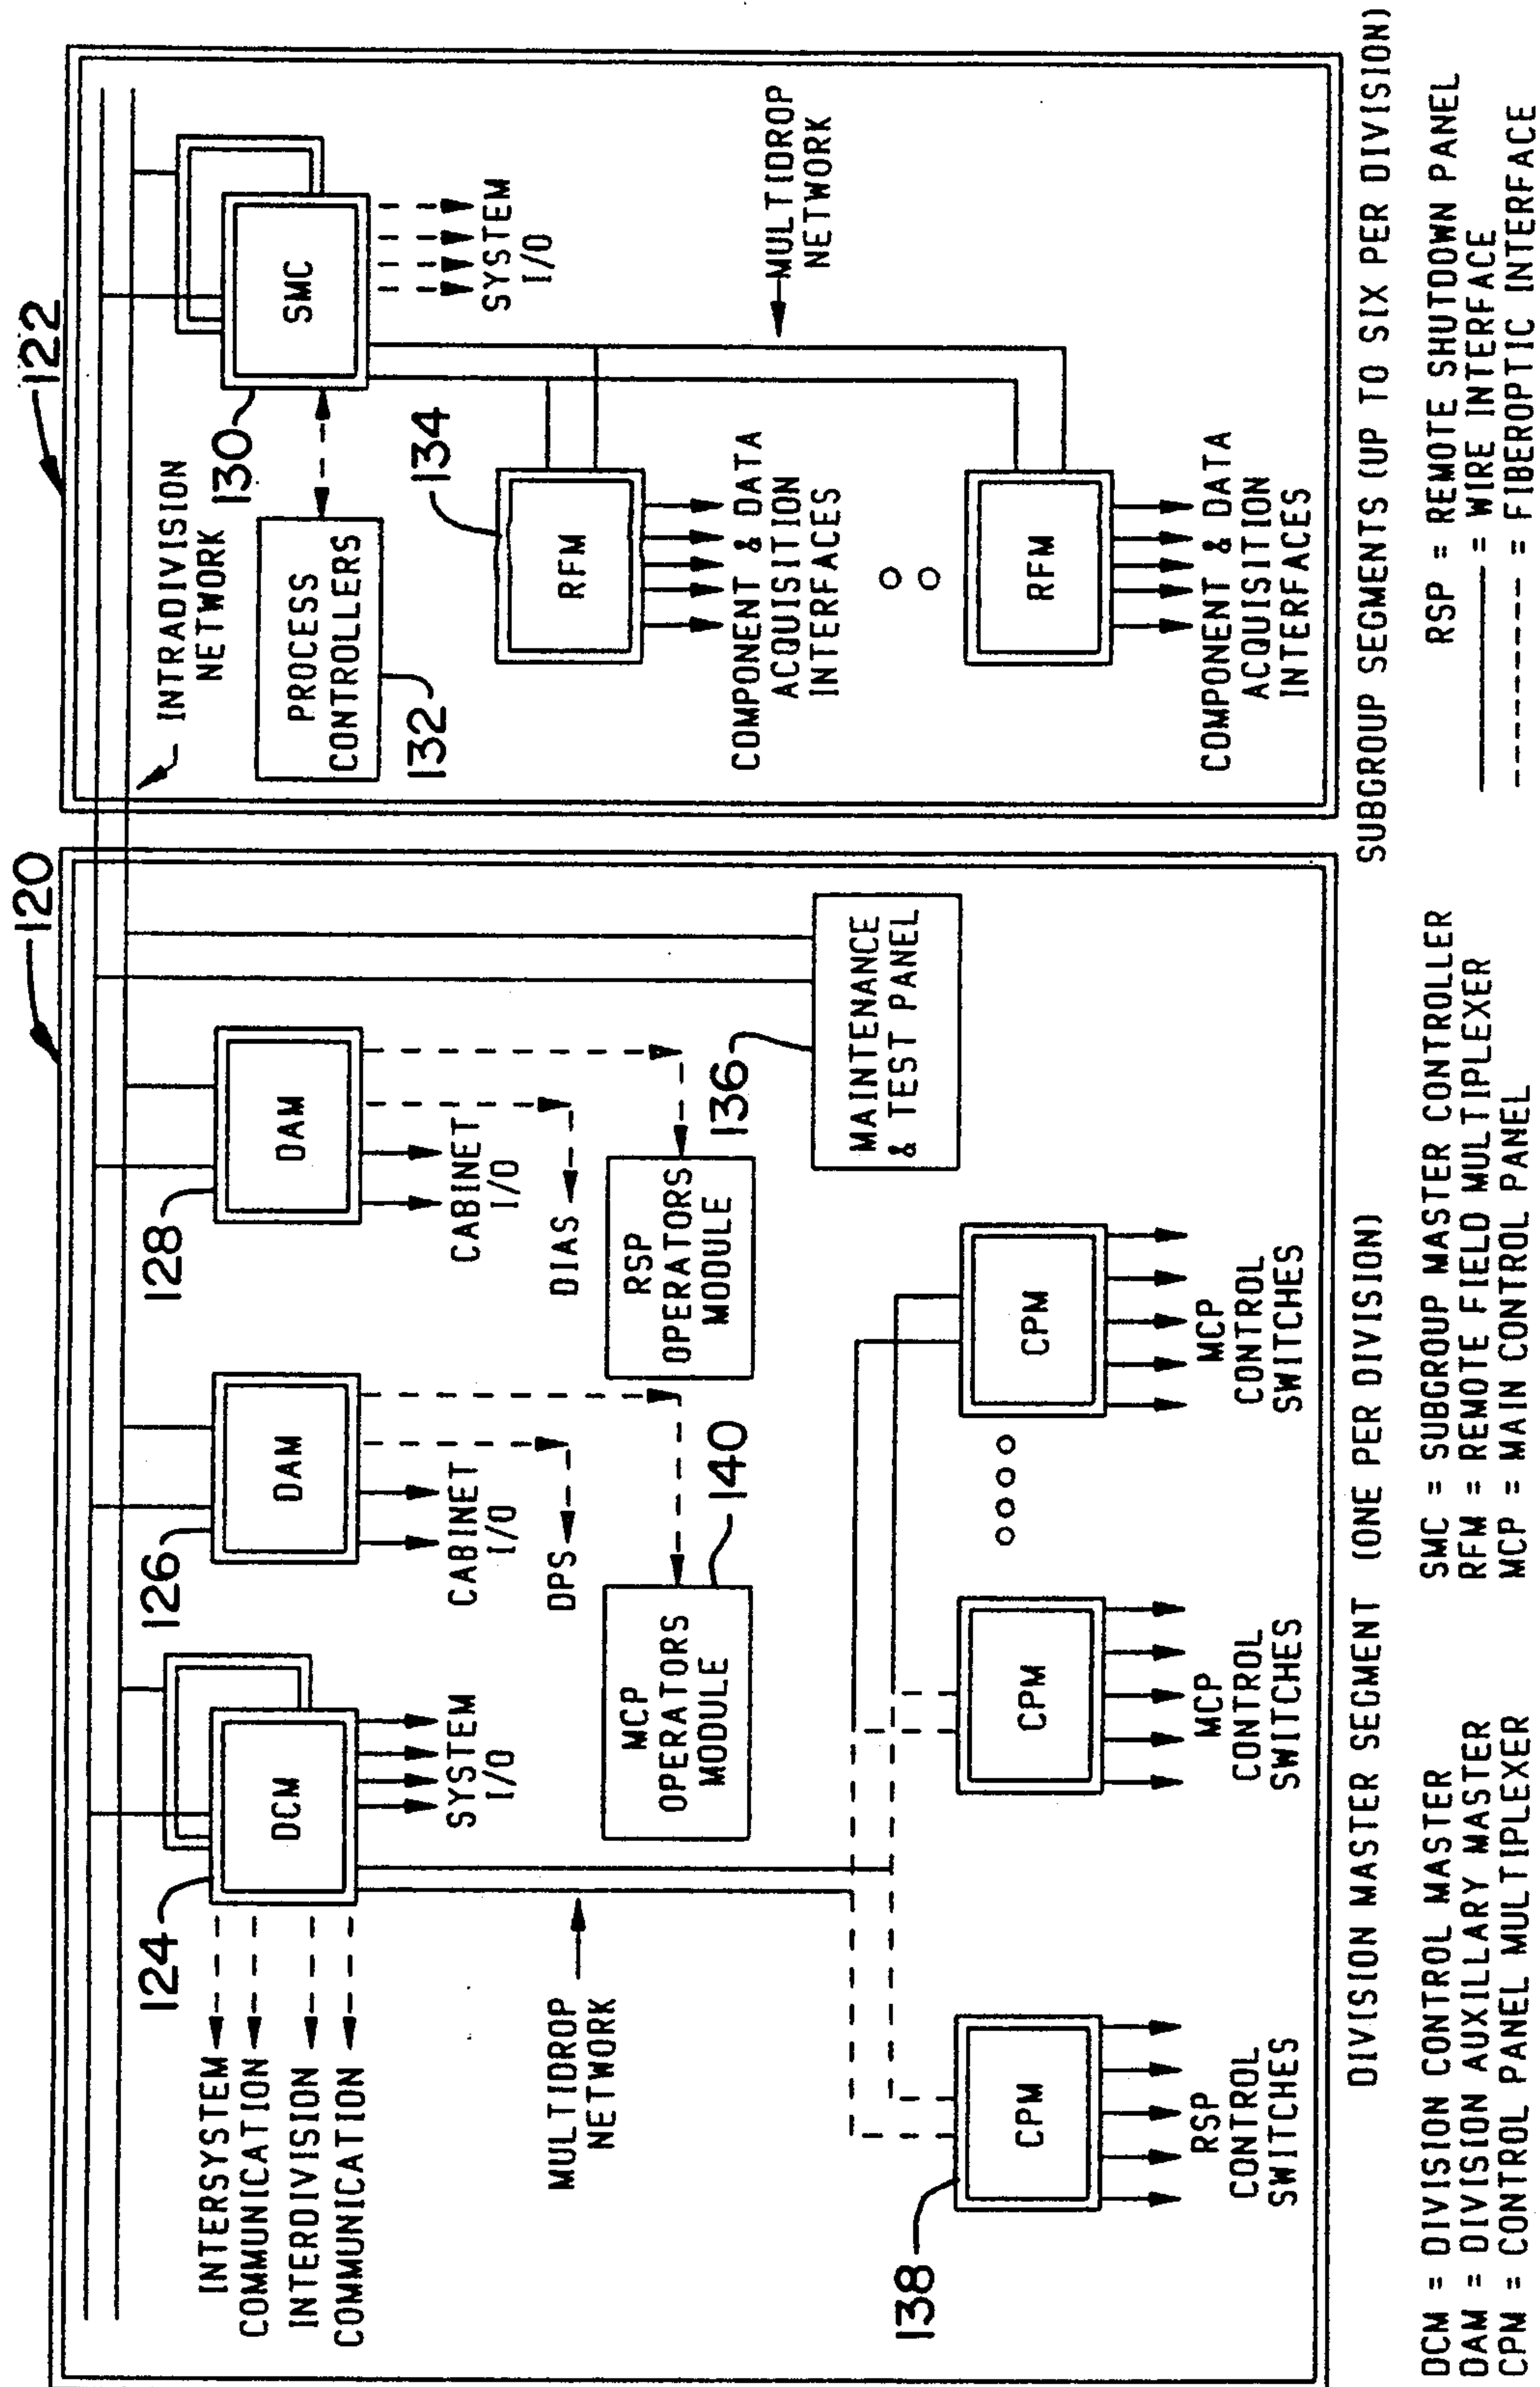 120
122
INTRADIVISION
NETWORK
INTERSYSTEM
COMMUNICATION
INTERDIVISION
COMMUNICATION
124
DCM
SYSTEM
I/O
126
DAM
CABINET
I/O
DPS
128
DAM
CABINET
I/O
DIAS
MCP
OPERATORS
MODULE
140
RSP
OPERATORS
MODULE
136
MAINTENANCE
& TEST PANEL
MULTIDROP
NETWORK
138
CPM
RSP
CONTROL
SWITCHES
CPM
MCP
CONTROL
SWITCHES
CPM
MCP
CONTROL
SWITCHES
130
SMC
SYSTEM
I/O
PROCESS
CONTROLLERS
132
134
RFM
COMPONENT & DATA
ACQUISITION
INTERFACES
MULTIDROP
NETWORK
RFM
COMPONENT & DATA
ACQUISITION
INTERFACES
DIVISION MASTER SEGMENT (ONE PER DIVISION)
SUBGROUP SEGMENTS (UP TO SIX PER DIVISION)
DCM = DIVISION CONTROL MASTER
DAM = DIVISION AUXILLARY MASTER
CPM = CONTROL PANEL MULTIPLEXER
SMC = SUBGROUP MASTER CONTROLLER
RFM = REMOTE FIELD MULTIPLEXER
MCP = MAIN CONTROL PANEL
RSP = REMOTE SHUTDOWN PANEL
= WIRE INTERFACE
= FIBEROPTIC INTERFACE